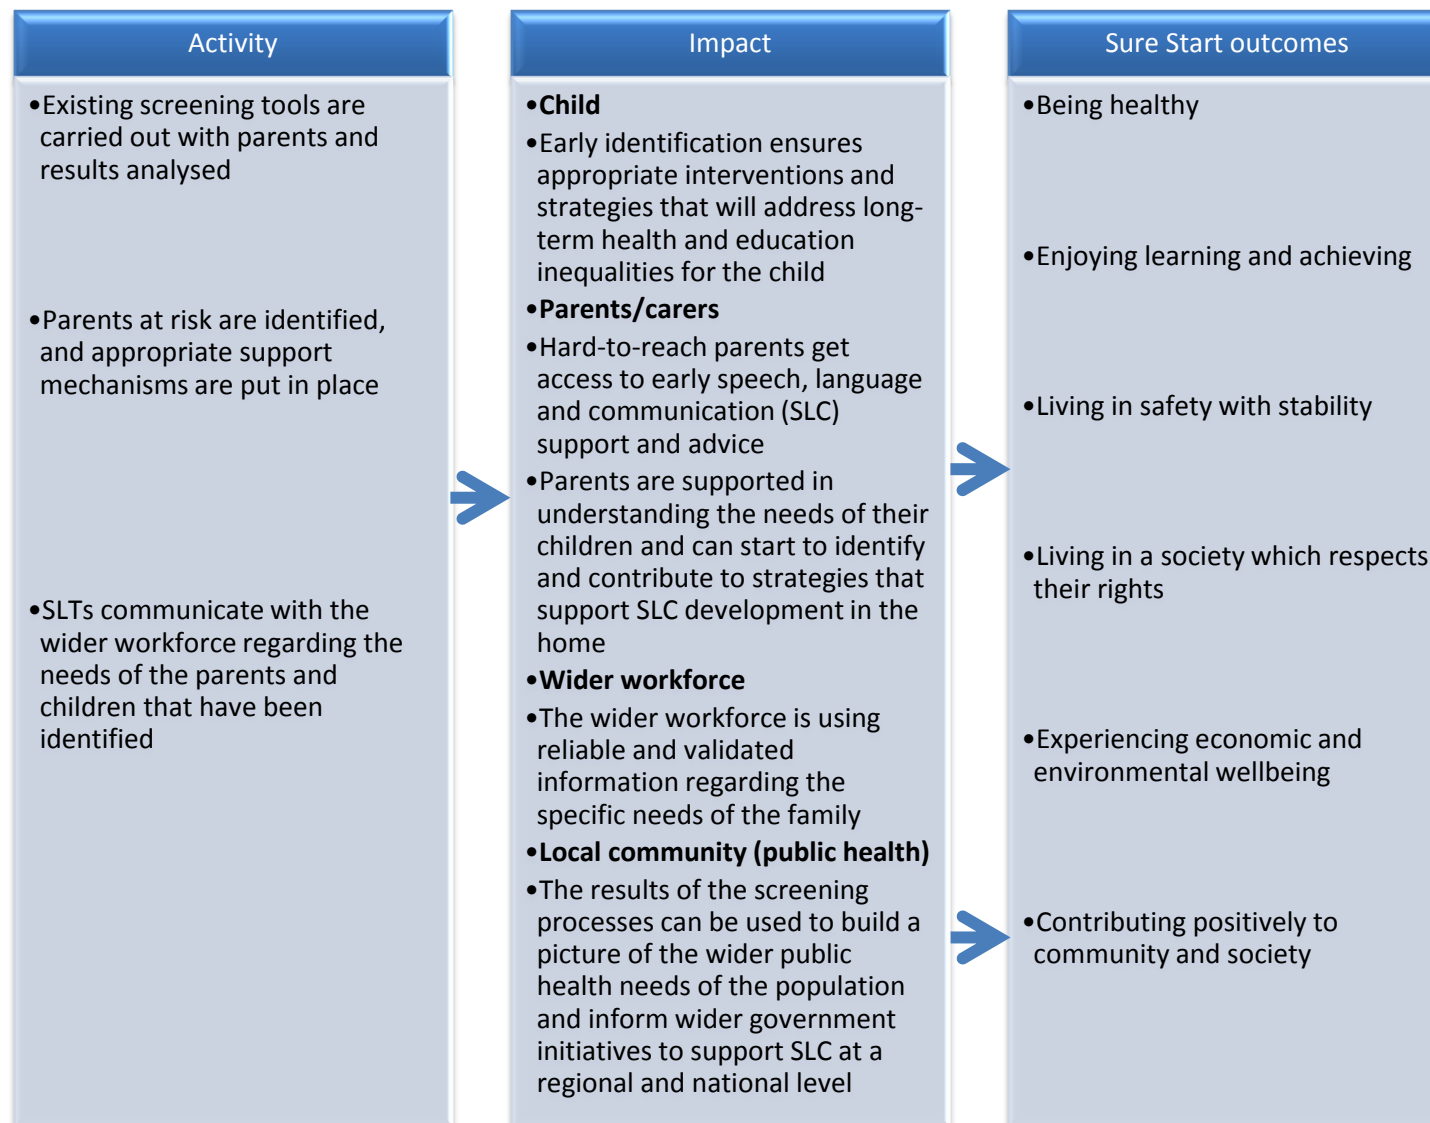 Activity
•Existing screening tools are
carried out with parents and
results analysed
•Parents at risk are identified,
and appropriate support
mechanisms are put in place
•SLTs communicate with the
wider workforce regarding the
needs of the parents and
children that have been
identified
Impact
•Child
•Early identification ensures
appropriate interventions and
strategies that will address long-
term health and education
inequalities for the child
•Parents/carers
•Hard-to-reach parents get
access to early speech, language
and communication (SLC)
support and advice
•Parents are supported in
understanding the needs of their
children and can start to identify
and contribute to strategies that
support SLC development in the
home
•Wider workforce
•The wider workforce is using
reliable and validated
information regarding the
specific needs of the family
•Local community (public health)
•The results of the screening
processes can be used to build a
picture of the wider public
health needs of the population
and inform wider government
initiatives to support SLC at a
regional and national level
Sure Start outcomes
•Being healthy
•Enjoying learning and achieving
•Living in safety with stability
•Living in a society which respects
their rights
•Experiencing economic and
environmental wellbeing
•Contributing positively to
community and society